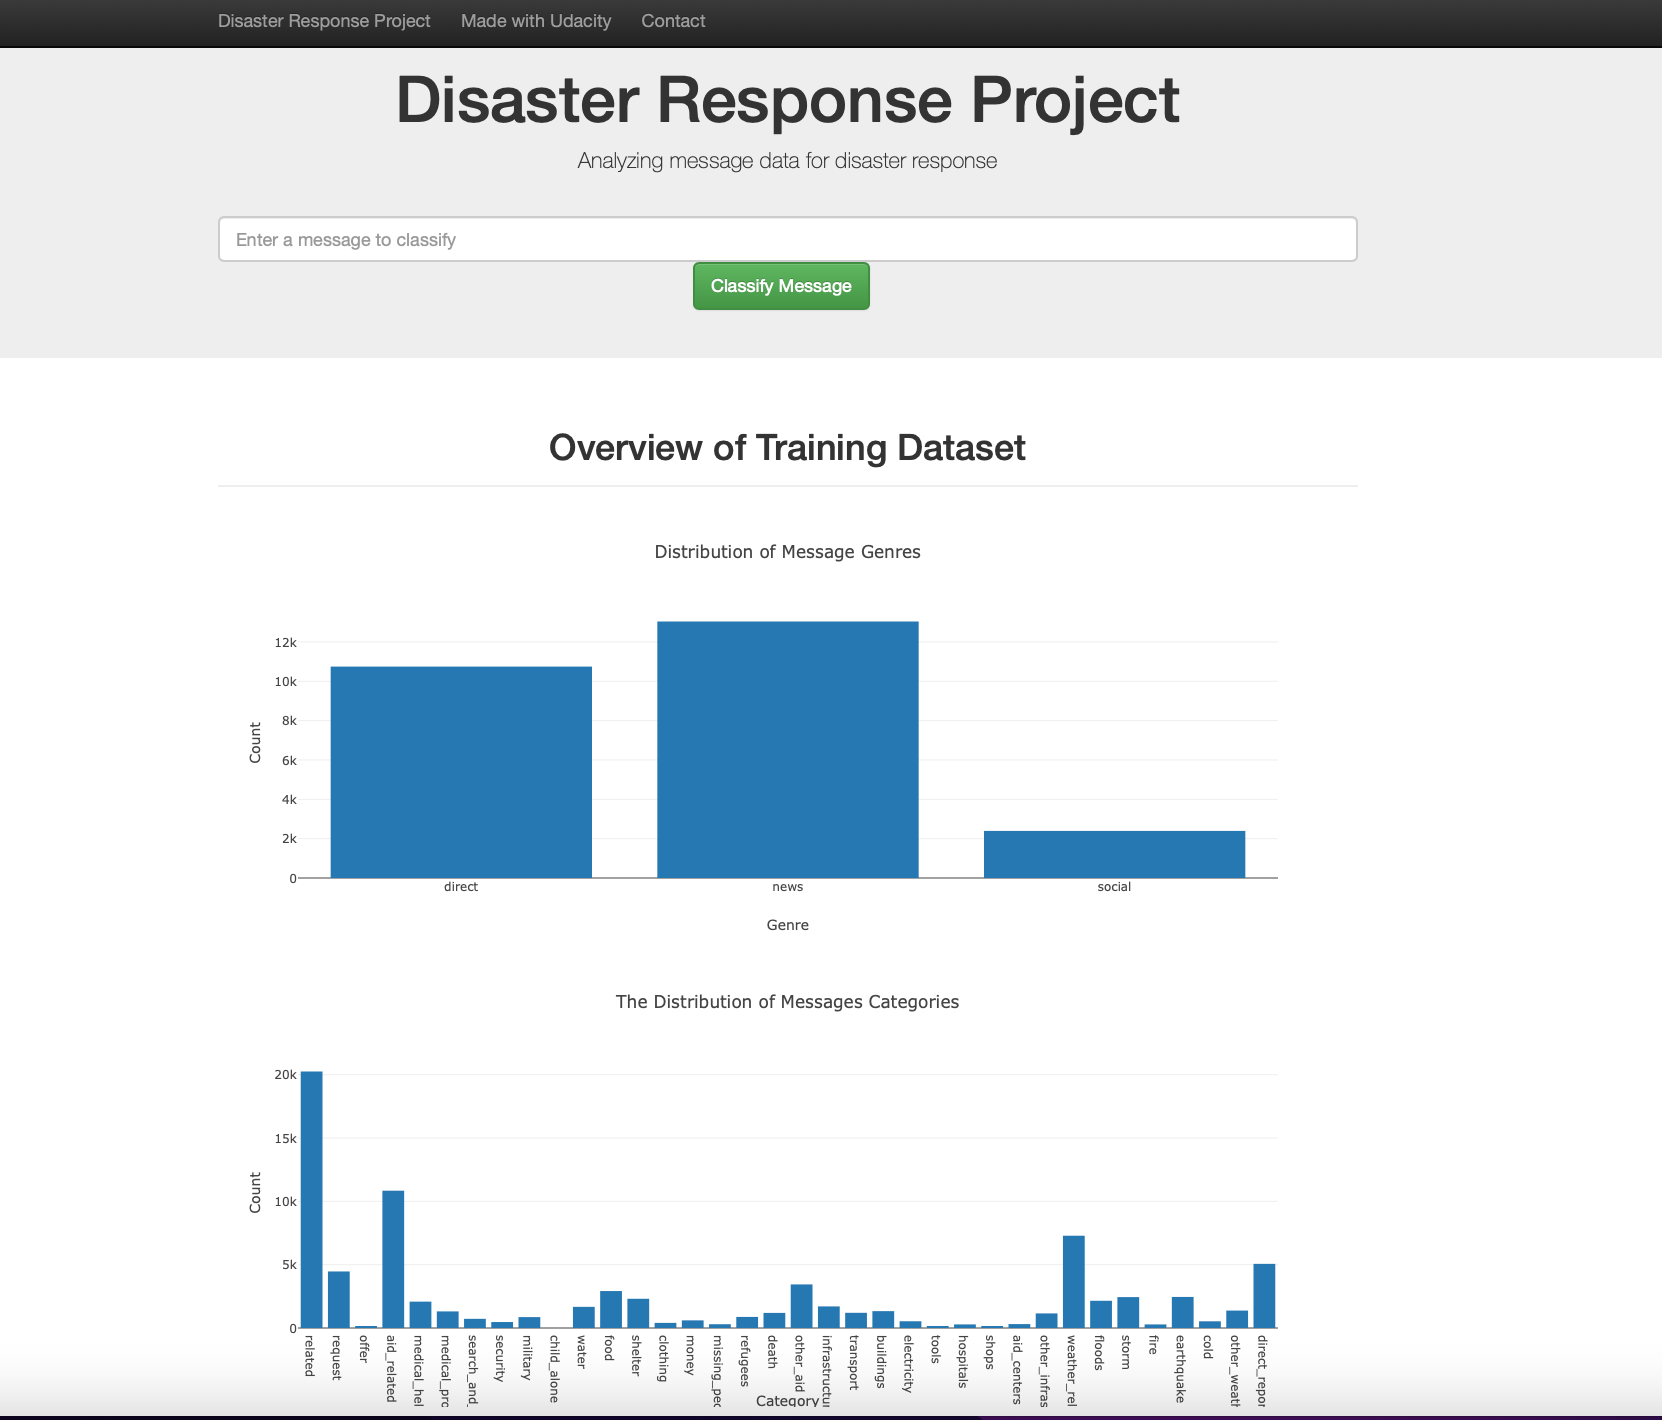 Disaster Response Project Made with Udacity Contact
Disaster Response Project
Analyzing message data for disaster response
Enter a message to classify
Classify Message
Overview of Training Dataset
Distribution of Message Genres
12k
10k
8k
6k
4k
2k
0
Count
direct news social
Genre
The Distribution of Messages Categories
20k
15k
10k
5k
0
Count
related
request
offer
aid_related
medical_hel
medical_prc
search_and_
security
military
child_alone
water
food
shelter
clothing
money
missing_pec
refugees
death
other_aid
infrastructu
transport
buildings
electricity
tools
hospitals
shops
aid_centers
other_infras
weather_rel
floods
storm
fire
earthquake
cold
other_weath
direct_repor
Category